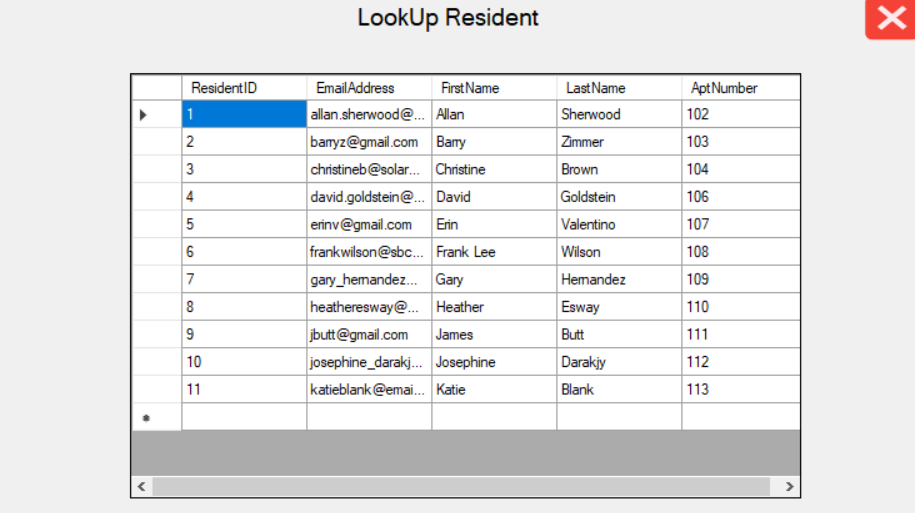 LookUp Resident
ResidentID EmailAddress FirstName LastName AptNumber
1 allan.sherwood@... Allan Sherwood 102
2 barryz@gmail.com Barry Zimmer 103
3 christineb@solar... Christine Brown 104
4 david.goldstein@... David Goldstein 106
5 erinv@gmail.com Erin Valentino 107
6 frankwilson@sbc... Frank Lee Wilson 108
7 gary_hernandez... Gary Hernandez 109
8 heatheresway@... Heather Esway 110
9 jbutt@gmail.com James Butt 111
10 josephine_darakj... Josephine Darakjy 112
11 katieblank@emai... Katie Blank 113